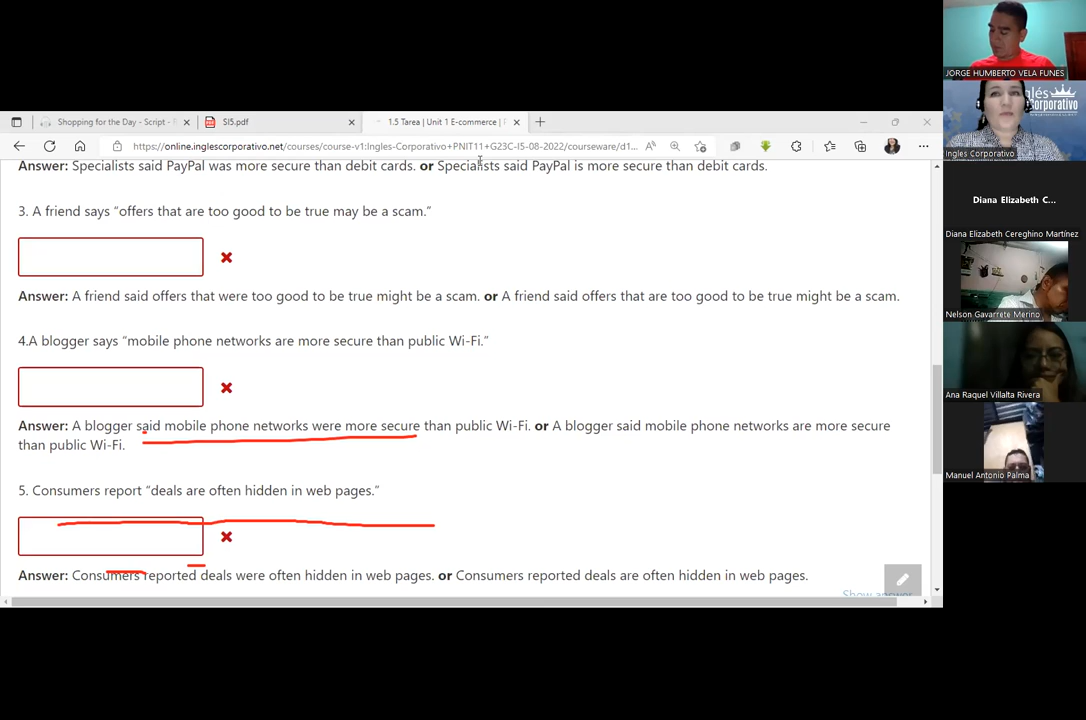 JORGE HUMBERTO VELA FUNES
Ingles Corporativo
Diana Elizabeth C...
Diana Elizabeth Cereghino Martínez
Nelson Gavarrete Merino
Ana Raquel Villalta Rivera
Manuel Antonio Palma
Shopping for the Day - Script -
SI5.pdf
1.5 Tarea | Unit 1 E-commerce |
https://online.inglescorporativo.net/courses/course-v1:Ingles-Corporativo+PNIT11+G23C-I5-08-2022/courseware/d1...
Answer: Specialists said PayPal was more secure than debit cards. or Specialists said PayPal is more secure than debit cards.
3. A friend says “offers that are too good to be true may be a scam.”
Answer: A friend said offers that were too good to be true might be a scam. or A friend said offers that are too good to be true might be a scam.
4.A blogger says “mobile phone networks are more secure than public Wi-Fi.”
Answer: A blogger said mobile phone networks were more secure than public Wi-Fi. or A blogger said mobile phone networks are more secure
than public Wi-Fi.
5. Consumers report “deals are often hidden in web pages.”
Answer: Consumers reported deals were often hidden in web pages. or Consumers reported deals are often hidden in web pages.
Show answer